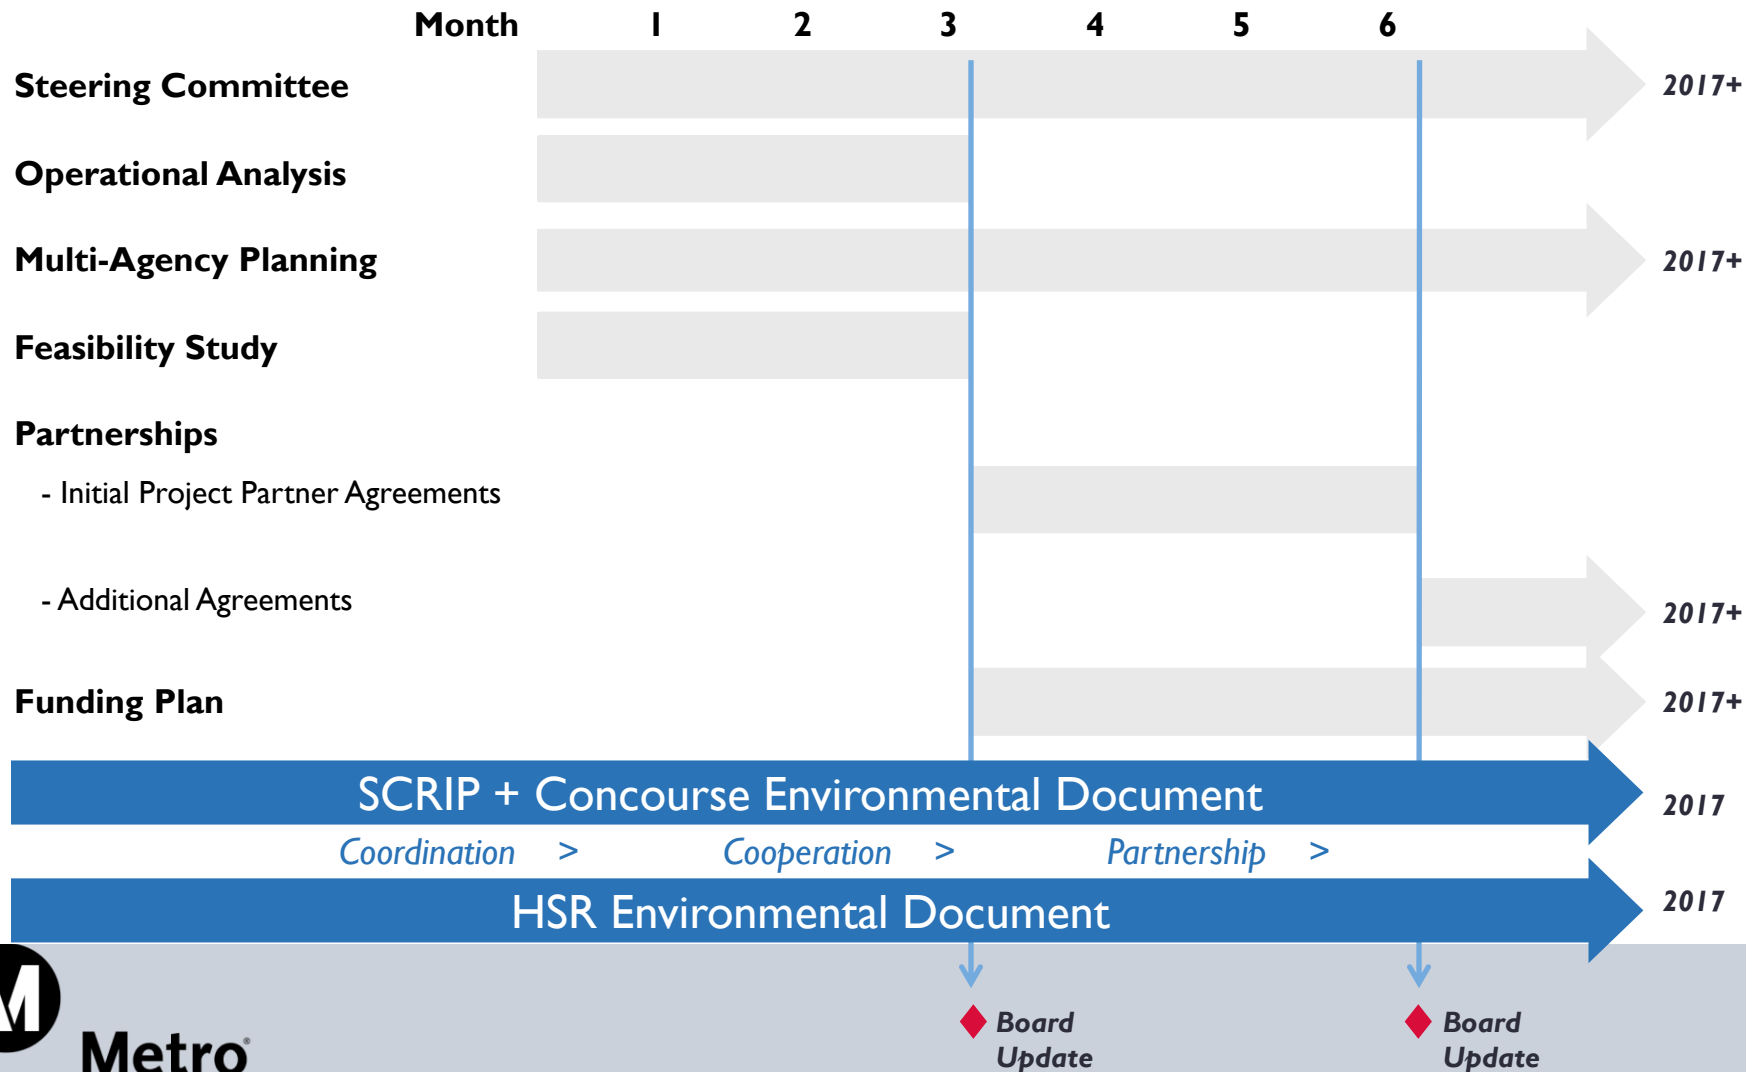 Month 1 2 3 4 5 6
Steering Committee 2017+
Operational Analysis
Multi-Agency Planning 2017+
Feasibility Study
Partnerships
- Initial Project Partner Agreements
- Additional Agreements 2017+
Funding Plan 2017+
SCRIP + Concourse Environmental Document 2017
Coordination > Cooperation > Partnership >
HSR Environmental Document 2017
M
Metro®
Board
Update
Board
Update